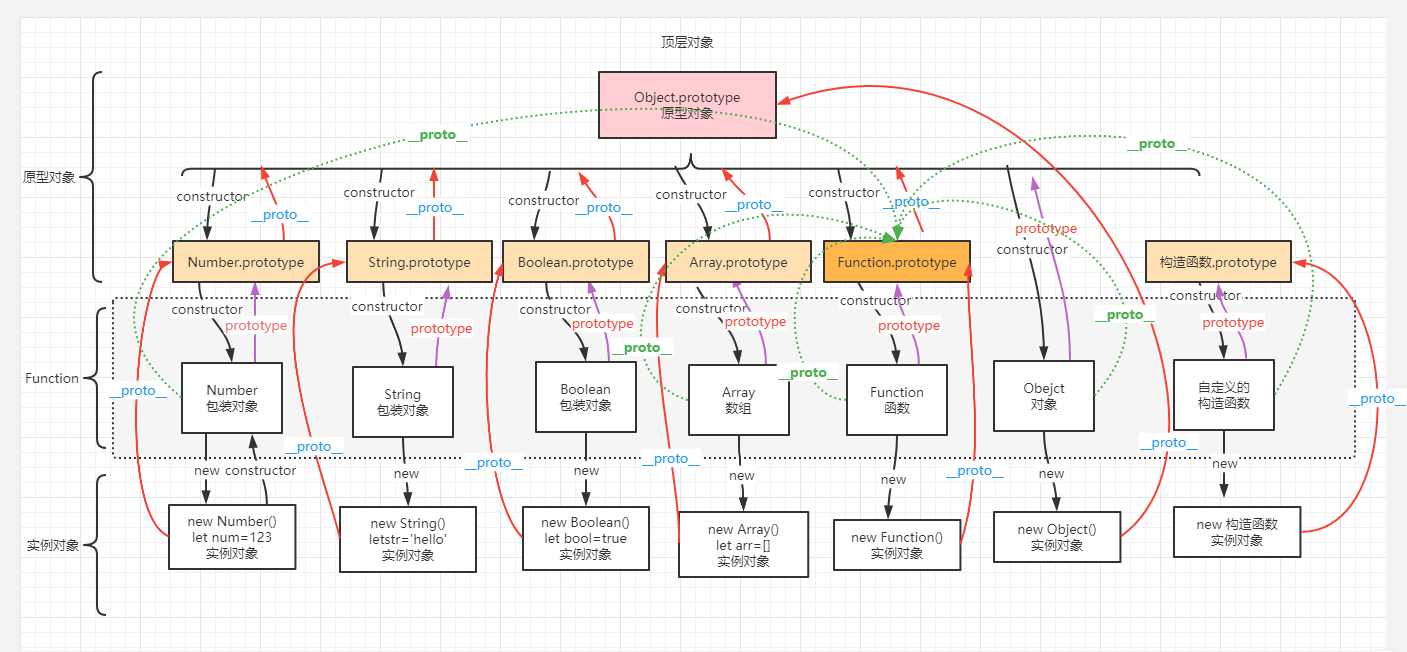 顶层对象
Object.prototype
原型对象
__proto__
__proto__
原型对象
constructor
constructor
constructor
constructor
constructor
__proto__
__proto__
__proto__
__proto__
__proto__
prototype
constructor
Number.prototype
String.prototype
Boolean.prototype
Array.prototype
Function.prototype
构造函数.prototype
constructor
constructor
constructor
constructor
constructor
constructor
prototype
prototype
prototype
prototype
prototype
__proto__
prototype
__proto__
__proto__
Function
__proto__
Number
包装对象
String
包装对象
Boolean
包装对象
Array
数组
Function
函数
Obejct
对象
自定义的
构造函数
__proto__
__proto__
__proto__
__proto__
__proto__
__proto__
new
constructor
new
new
new
new
new
new
实例对象
new Number()
let num=123
实例对象
new String()
letstr='hello'
实例对象
new Boolean()
let bool=true
实例对象
new Array()
let arr=[]
实例对象
new Function()
实例对象
new Object()
实例对象
new 构造函数
实例对象